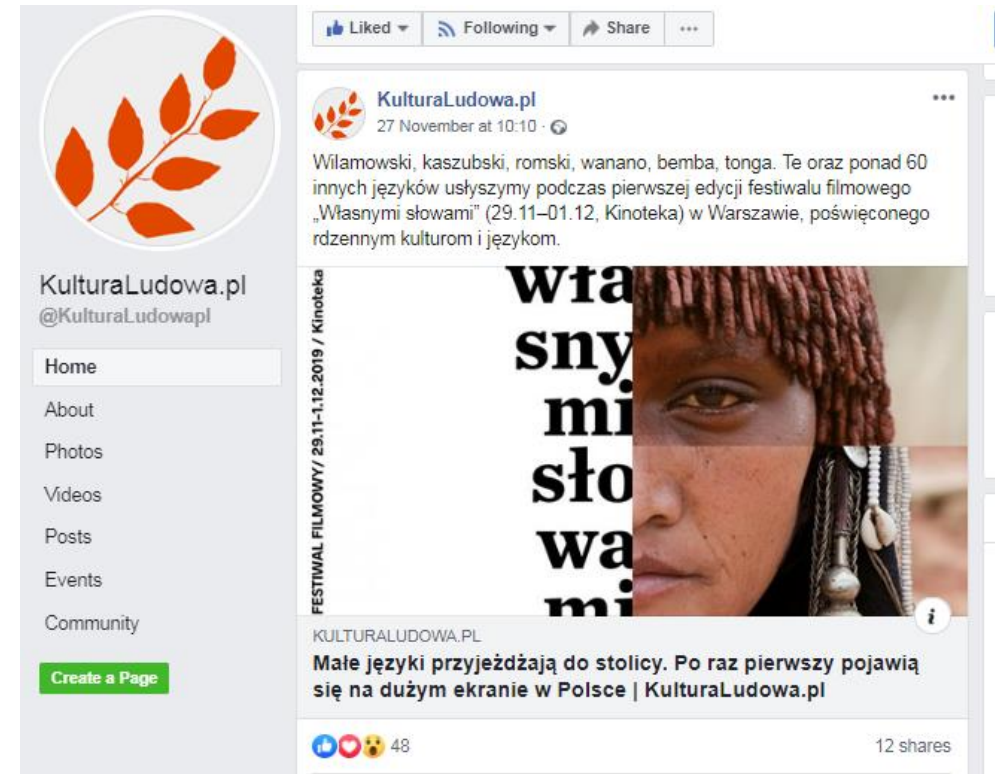 Liked
Following
Share
KulturaLudowa.pl
27 November at 10:10 ·
Wilamowski, kaszubski, romski, wanano, bemba, tonga. Te oraz ponad 60
innych języków usłyszymy podczas pierwszej edycji festiwalu filmowego
„Własnymi słowami” (29.11–01.12, Kinoteka) w Warszawie, poświęconego
rdzennym kulturom i językom.
KulturaLudowa.pl
@KulturaLudowapl
Home
About
Photos
Videos
Posts
Events
Community
Create a Page
FESTIWAL FILMOWY/ 29.11-1.12.2019 / Kinoteka
wła
sny
mi
sło
wa
mi
i
KULTURALUDOWA.PL
Małe języki przyjeżdżają do stolicy. Po raz pierwszy pojawią
się na dużym ekranie w Polsce | KulturaLudowa.pl
48
12 shares